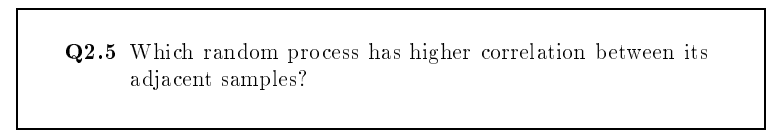 Q2.5 Which random process has higher correlation between its
adjacent samples?